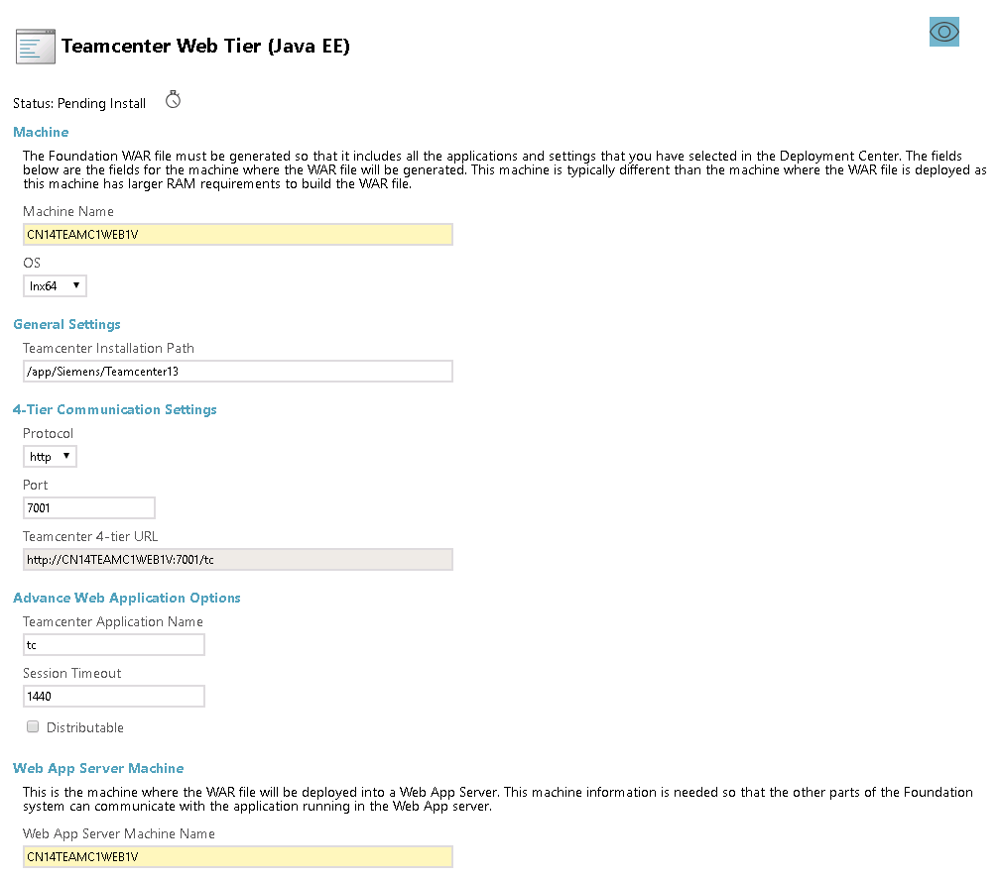 Teamcenter Web Tier (Java EE)
Status: Pending Install
Machine
The Foundation WAR file must be generated so that it includes all the applications and settings that you have selected in the Deployment Center. The fields
below are the fields for the machine where the WAR file will be generated. This machine is typically different than the machine where the WAR file is deployed as
this machine has larger RAM requirements to build the WAR file.
Machine Name
CN14TEAMC1WEB1V
OS
lnx64
General Settings
Teamcenter Installation Path
/app/Siemens/Teamcenter13
4-Tier Communication Settings
Protocol
http
Port
7001
Teamcenter 4-tier URL
http://CN14TEAMC1WEB1V:7001/tc
Advance Web Application Options
Teamcenter Application Name
tc
Session Timeout
1440
Distributable
Web App Server Machine
This is the machine where the WAR file will be deployed into a Web App Server. This machine information is needed so that the other parts of the Foundation
system can communicate with the application running in the Web App server.
Web App Server Machine Name
CN14TEAMC1WEB1V